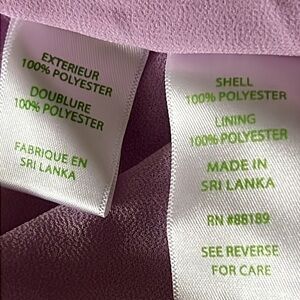 EXTERIEUR
100% POLYESTER
DOUBLURE
100% POLYESTER
FABRIQUE EN
SRI LANKA
SHELL
100% POLYESTER
LINING
100% POLYESTER
MADE IN
SRI LANKA
RN #88189
SEE REVERSE
FOR CARE